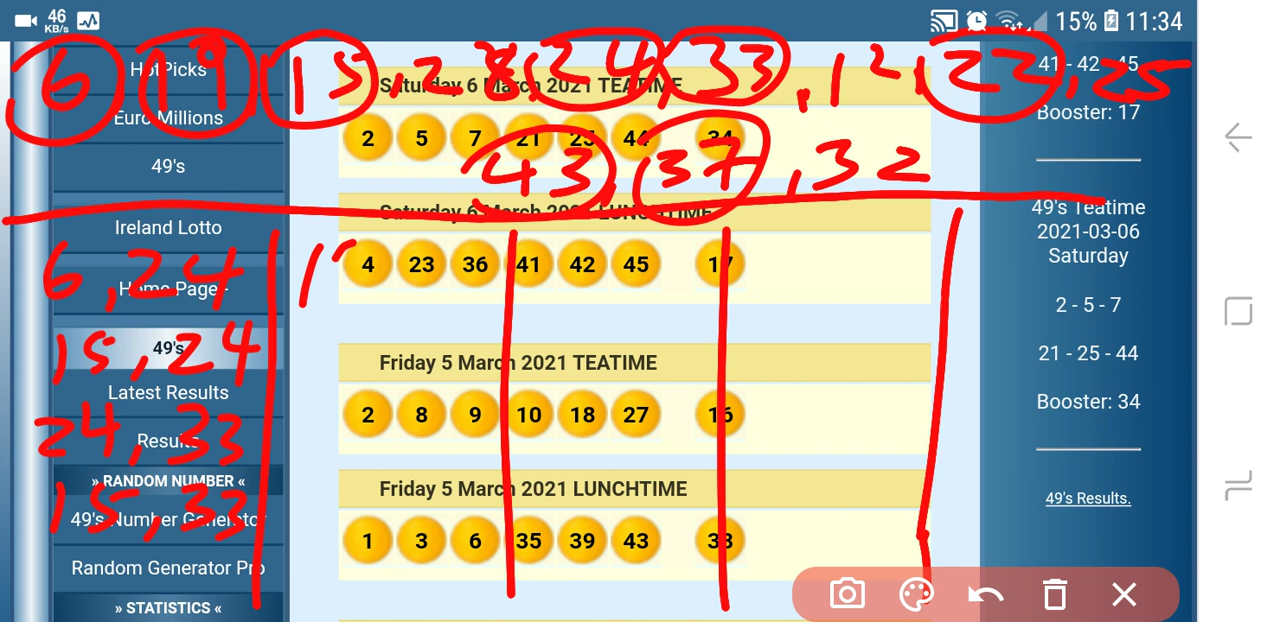 46
KB/s
15% 11:34
6, 19, 15, 28, 24, 33, 12, 23, 25
43, 37, 32
HotPicks
Euro Millions
49's
Ireland Lotto
Home Page
49's
Latest Results
Results
» RANDOM NUMBER «
49's Number Generator
Random Generator Pro
» STATISTICS «
6, 24
15, 24
24, 33
15, 33
Saturday 6 March 2021 TEATIME
2 5 7 21 25 44 34
Saturday 6 March 2021 LUNCHTIME
4 23 36 41 42 45 17
Friday 5 March 2021 TEATIME
2 8 9 10 18 27 16
Friday 5 March 2021 LUNCHTIME
1 3 6 35 39 43 38
41 - 42 - 45
Booster: 17
49's Teatime
2021-03-06
Saturday
2 - 5 - 7
21 - 25 - 44
Booster: 34
49's Results.